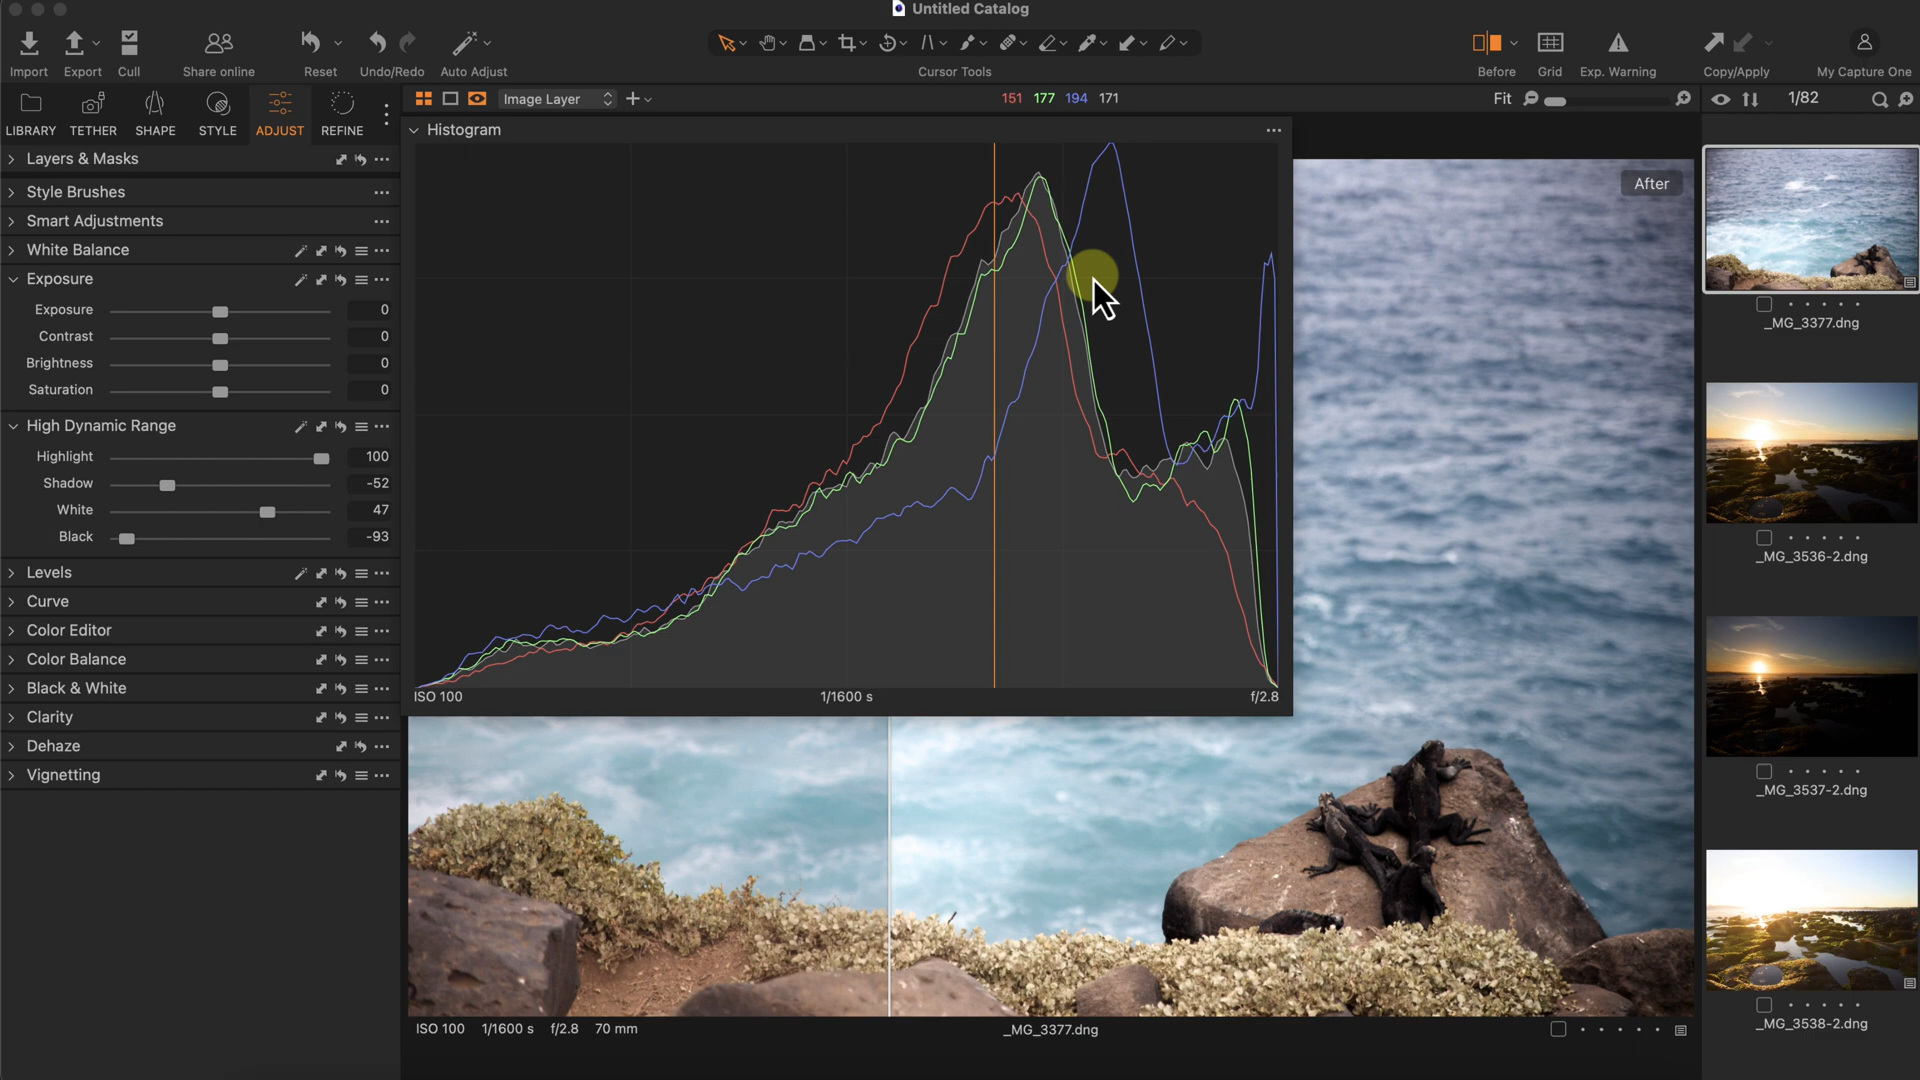 Untitled Catalog
Import Export Cull Share online Reset Undo/Redo Auto Adjust Cursor Tools Before Grid Exp. Warning Copy/Apply My Capture One
LIBRARY TETHER SHAPE STYLE ADJUST REFINE
Image Layer 151 177 194 171 Fit 1/82
Histogram
ISO 100 1/1600 s f/2.8
Layers & Masks
Style Brushes
Smart Adjustments
White Balance
Exposure
Exposure 0
Contrast 0
Brightness 0
Saturation 0
High Dynamic Range
Highlight 100
Shadow -52
White 47
Black -93
Levels
Curve
Color Editor
Color Balance
Black & White
Clarity
Dehaze
Vignetting
After
ISO 100 1/1600 s f/2.8 70 mm _MG_3377.dng
_MG_3377.dng
_MG_3536-2.dng
_MG_3537-2.dng
_MG_3538-2.dng